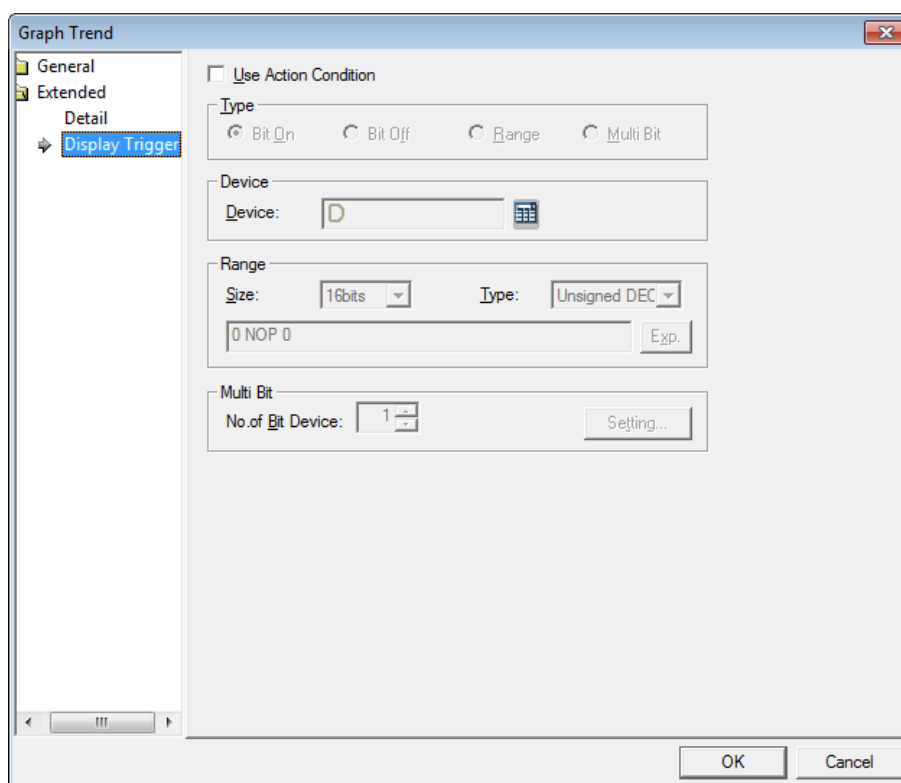 Graph Trend
General
Extended
Detail
Display Trigger
Use Action Condition
Type
Bit On Bit Off Range Multi Bit
Device
Device: D
Range
Size: 16bits Type: Unsigned DEC
0 NOP 0 Exp.
Multi Bit
No.of Bit Device: 1 Setting...
OK Cancel